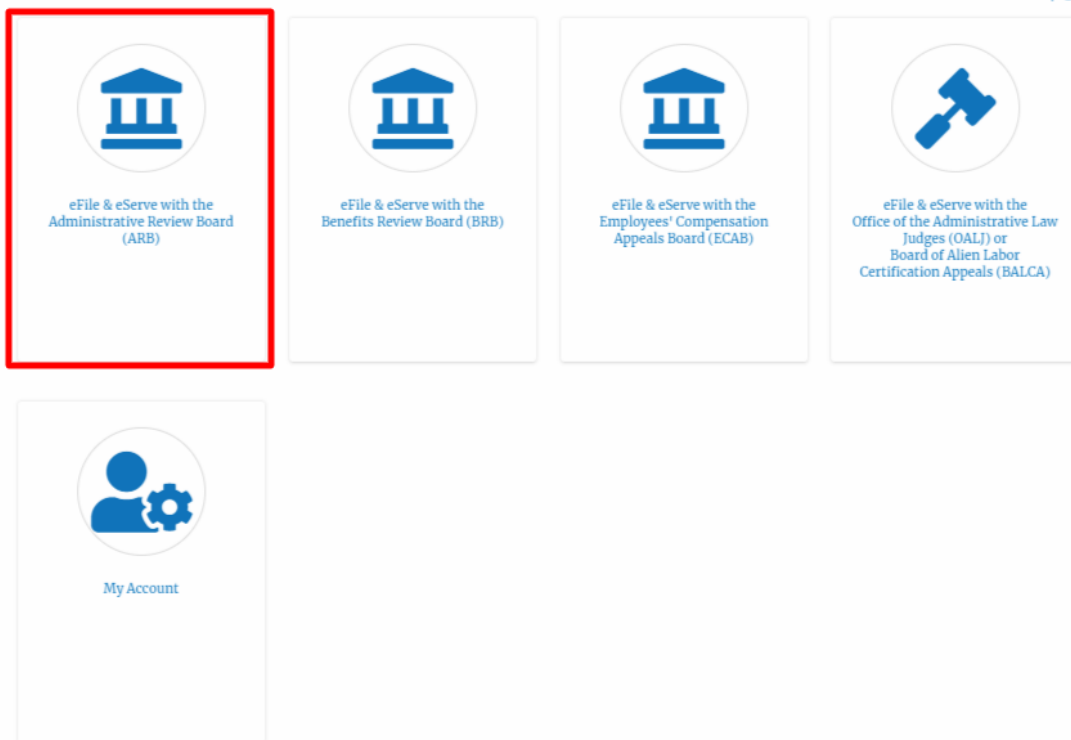 eFile & eServe with the
Administrative Review Board
(ARB)
eFile & eServe with the
Benefits Review Board (BRB)
eFile & eServe with the
Employees' Compensation
Appeals Board (ECAB)
eFile & eServe with the
Office of the Administrative Law
Judges (OALJ) or
Board of Alien Labor
Certification Appeals (BALCA)
My Account